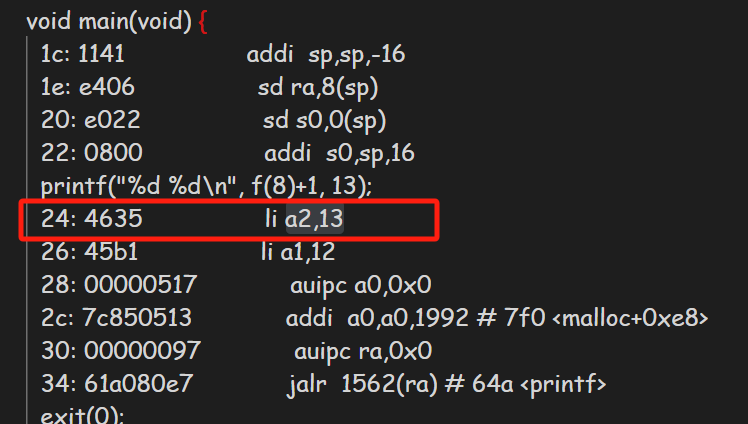 void main(void) {
1c: 1141 addi sp,sp,-16
1e: e406 sd ra,8(sp)
20: e022 sd s0,0(sp)
22: 0800 addi s0,sp,16
printf("%d %d\n", f(8)+1, 13);
24: 4635 li a2,13
26: 45b1 li a1,12
28: 00000517 auipc a0,0x0
2c: 7c850513 addi a0,a0,1992 # 7f0 <malloc+0xe8>
30: 00000097 auipc ra,0x0
34: 61a080e7 jalr 1562(ra) # 64a <printf>
exit(0);